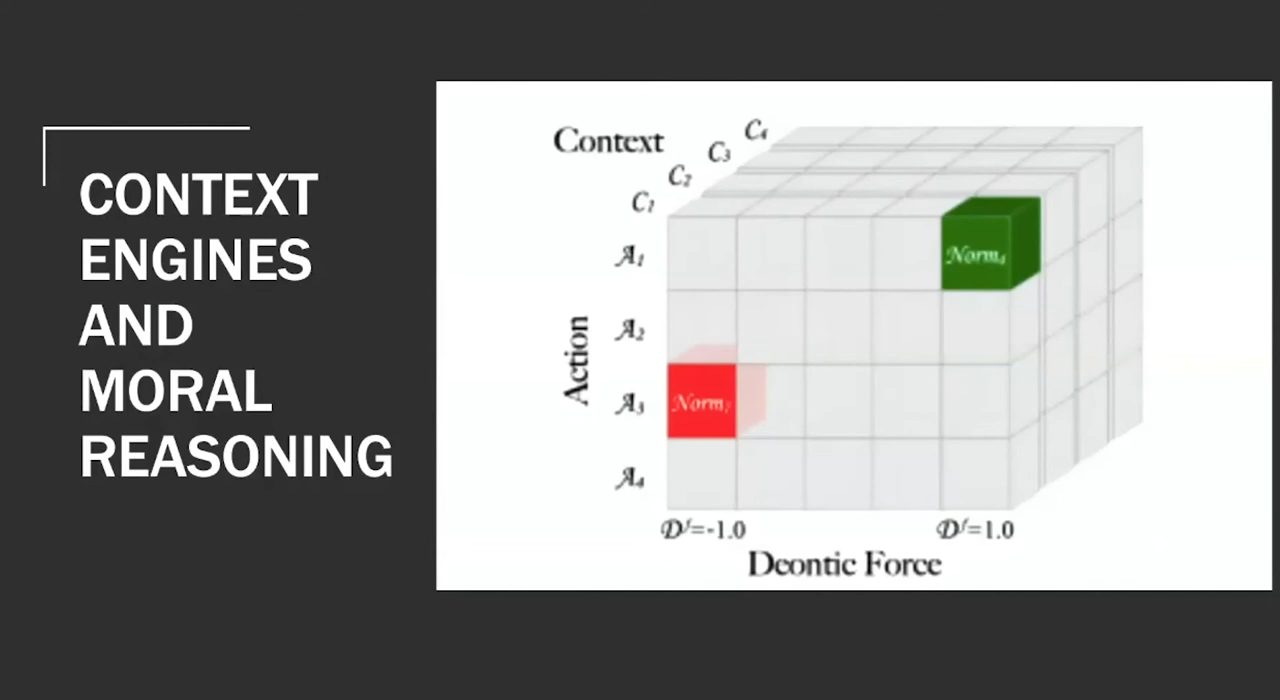 CONTEXT
ENGINES
AND
MORAL
REASONING
Context
C₁ C₂ C₃ C₄
Action
A₁
A₂
A₃
A₄
Norm₄
Norm
Dᶠ=-1.0
Dᶠ=1.0
Deontic Force